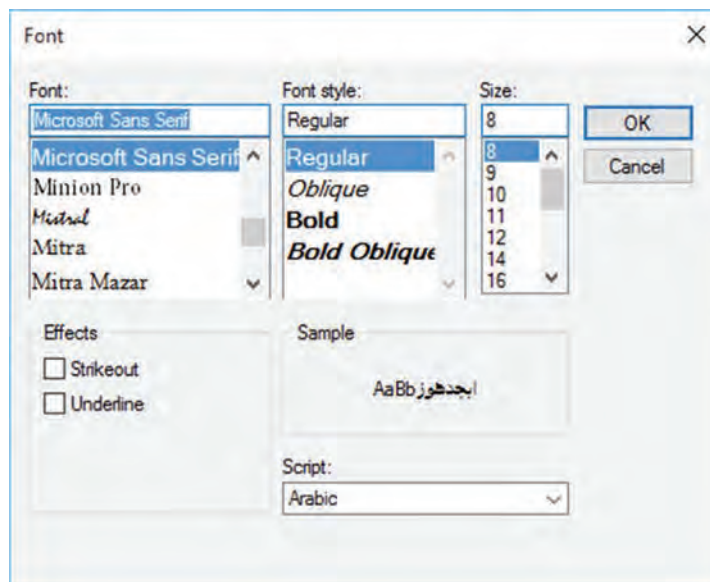 Font
Font:
Font style:
Size:
Microsoft Sans Serif
Regular
8
OK
Cancel
Microsoft Sans Serif
Minion Pro
Mistral
Mitra
Mitra Mazar
Regular
Oblique
Bold
Bold Oblique
8
9
10
11
12
14
16
Effects
Strikeout
Underline
Sample
AaBbابجدهوز
Script:
Arabic